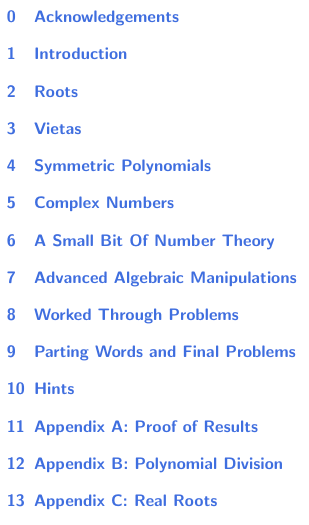 0 Acknowledgements
1 Introduction
2 Roots
3 Vietas
4 Symmetric Polynomials
5 Complex Numbers
6 A Small Bit Of Number Theory
7 Advanced Algebraic Manipulations
8 Worked Through Problems
9 Parting Words and Final Problems
10 Hints
11 Appendix A: Proof of Results
12 Appendix B: Polynomial Division
13 Appendix C: Real Roots